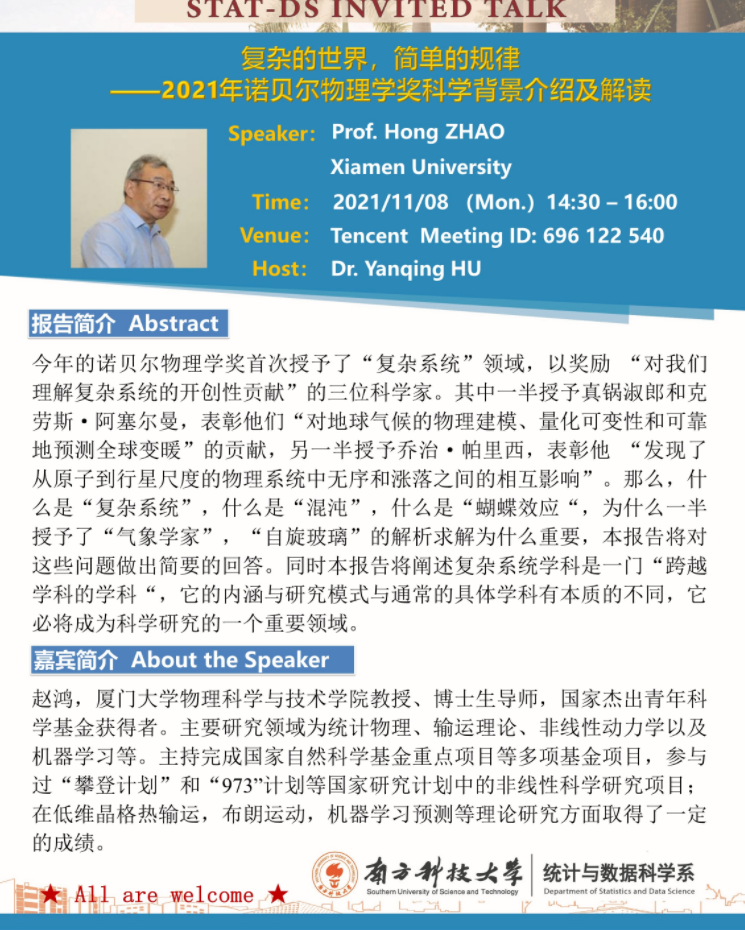 STAT-DS INVITED TALK
复杂的世界，简单的规律
——2021年诺贝尔物理学奖科学背景介绍及解读
Speaker: Prof. Hong ZHAO
Xiamen University
Time: 2021/11/08 （Mon.）14:30 – 16:00
Venue: Tencent Meeting ID: 696 122 540
Host: Dr. Yanqing HU
报告简介 Abstract
今年的诺贝尔物理学奖首次授予了“复杂系统”领域，以奖励 “对我们
理解复杂系统的开创性贡献”的三位科学家。其中一半授予真锅淑郎和克
劳斯·阿塞尔曼，表彰他们“对地球气候的物理建模、量化可变性和可靠
地预测全球变暖”的贡献，另一半授予乔治·帕里西，表彰他 “发现了
从原子到行星尺度的物理系统中无序和涨落之间的相互影响”。那么，什
么是“复杂系统”，什么是“混沌”，什么是“蝴蝶效应“，为什么一半
授予了“气象学家”，“自旋玻璃”的解析求解为什么重要，本报告将对
这些问题做出简要的回答。同时本报告将阐述复杂系统学科是一门“跨越
学科的学科“，它的内涵与研究模式与通常的具体学科有本质的不同，它
必将成为科学研究的一个重要领域。
嘉宾简介 About the Speaker
赵鸿，厦门大学物理科学与技术学院教授、博士生导师，国家杰出青年科
学基金获得者。主要研究领域为统计物理、输运理论、非线性动力学以及
机器学习等。主持完成国家自然科学基金重点项目等多项基金项目，参与
过“攀登计划”和“973”计划等国家研究计划中的非线性科学研究项目；
在低维晶格热输运，布朗运动，机器学习预测等理论研究方面取得了一定
的成绩。
南方科技大学 统计与数据科学系
Southern University of Science and Technology Department of Statistics and Data Science
★ All are welcome ★